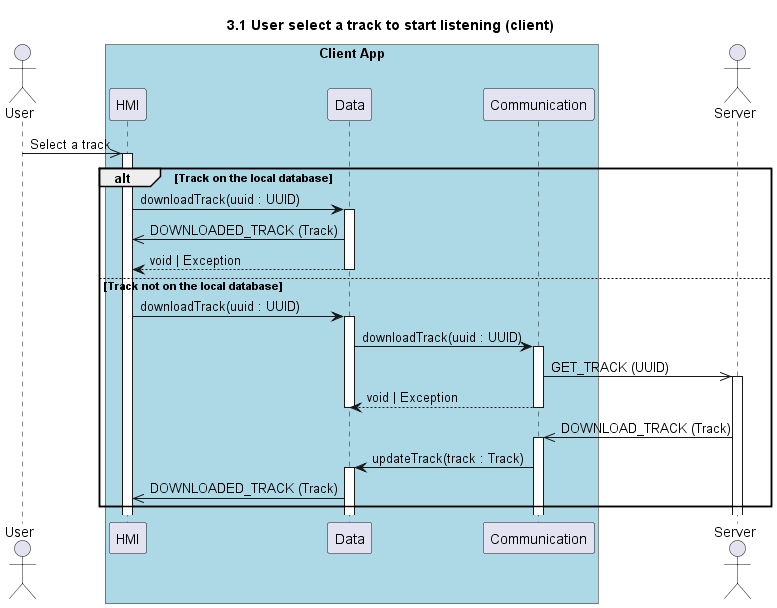 3.1 User select a track to start listening (client)
Client App
User
HMI
Data
Communication
Server
Select a track
alt
[Track on the local database]
downloadTrack(uuid : UUID)
DOWNLOADED_TRACK (Track)
void | Exception
[Track not on the local database]
downloadTrack(uuid : UUID)
downloadTrack(uuid : UUID)
GET_TRACK (UUID)
void | Exception
DOWNLOAD_TRACK (Track)
updateTrack(track : Track)
DOWNLOADED_TRACK (Track)
User
HMI
Data
Communication
Server